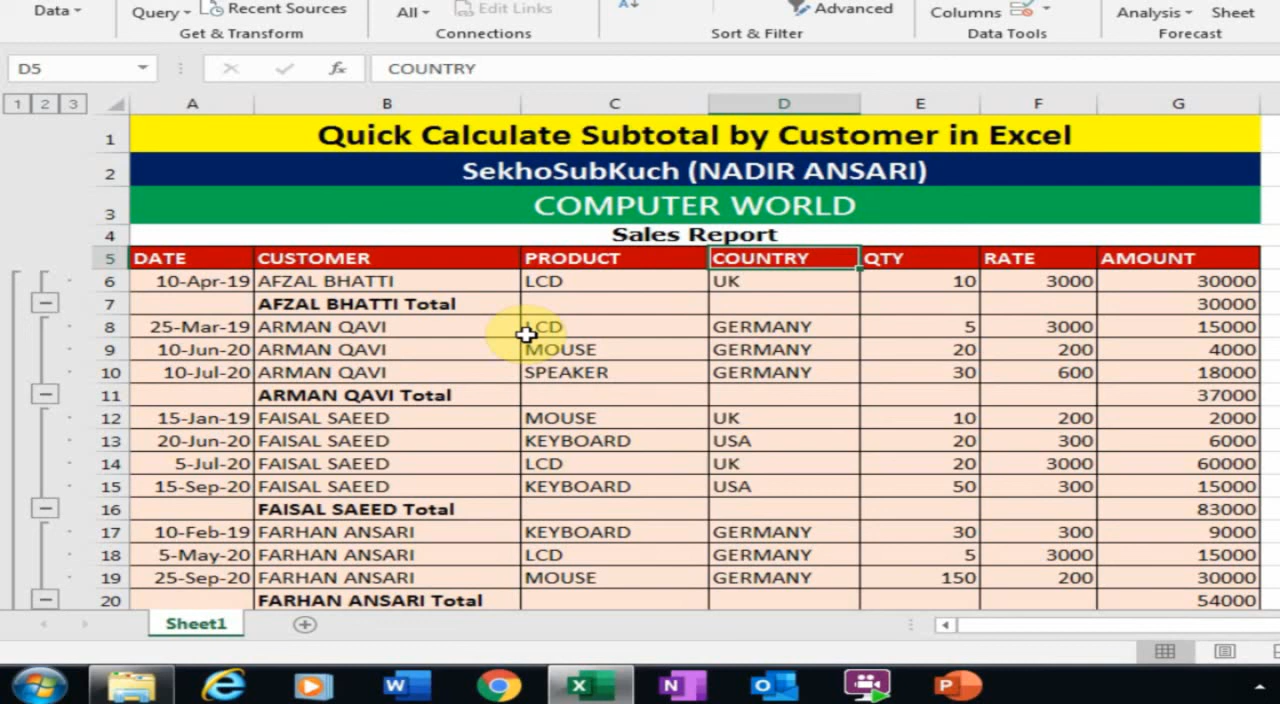 Data Query Recent Sources All Edit Links Advanced Columns Analysis Sheet
Get & Transform Connections Sort & Filter Data Tools Forecast
D5 fx COUNTRY
1 2 3 A B C D E F G
1 Quick Calculate Subtotal by Customer in Excel
2 SekhoSubKuch (NADIR ANSARI)
3 COMPUTER WORLD
4 Sales Report
5 DATE CUSTOMER PRODUCT COUNTRY QTY RATE AMOUNT
6 10-Apr-19 AFZAL BHATTI LCD UK 10 3000 30000
7 AFZAL BHATTI Total 30000
8 25-Mar-19 ARMAN QAVI LCD GERMANY 5 3000 15000
9 10-Jun-20 ARMAN QAVI MOUSE GERMANY 20 200 4000
10 10-Jul-20 ARMAN QAVI SPEAKER GERMANY 30 600 18000
11 ARMAN QAVI Total 37000
12 15-Jan-19 FAISAL SAEED MOUSE UK 10 200 2000
13 20-Jun-20 FAISAL SAEED KEYBOARD USA 20 300 6000
14 5-Jul-20 FAISAL SAEED LCD UK 20 3000 60000
15 15-Sep-20 FAISAL SAEED KEYBOARD USA 50 300 15000
16 FAISAL SAEED Total 83000
17 10-Feb-19 FARHAN ANSARI KEYBOARD GERMANY 30 300 9000
18 5-May-20 FARHAN ANSARI LCD GERMANY 5 3000 15000
19 25-Sep-20 FARHAN ANSARI MOUSE GERMANY 150 200 30000
20 FARHAN ANSARI Total 54000
Sheet1